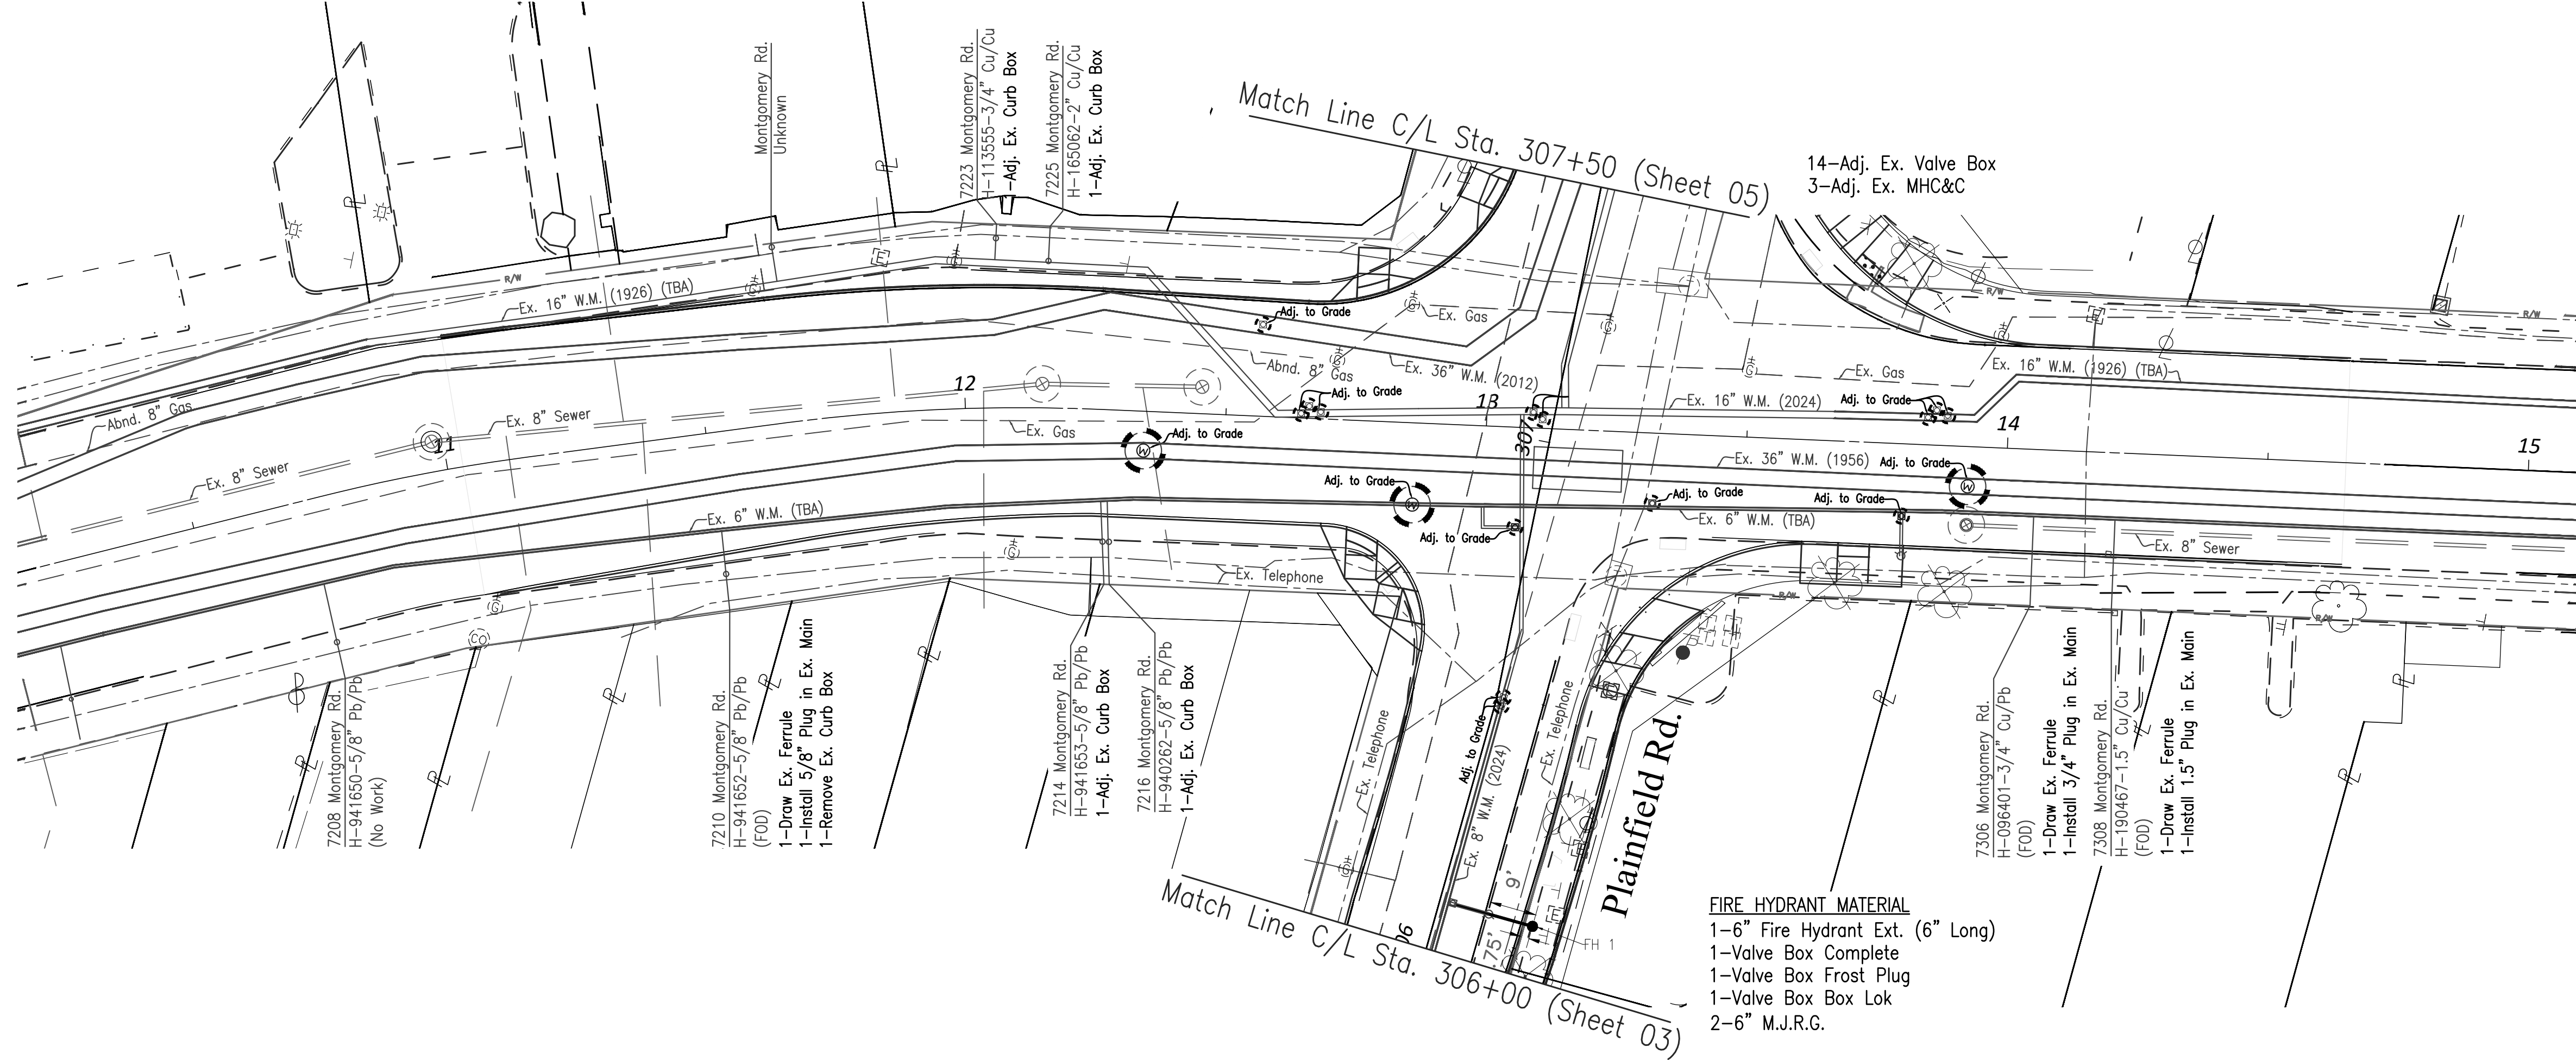 Montgomery Rd.
Unknown
7223 Montgomery Rd.
H-113555-3/4" Cu/Cu
1-Adj. Ex. Curb Box
7225 Montgomery Rd.
H-165062-2" Cu/Cu
1-Adj. Ex. Curb Box
Match Line C/L Sta. 307+50 (Sheet 05)
14-Adj. Ex. Valve Box
3-Adj. Ex. MHC&C
R/W
Ex. 16" W.M. (1926) (TBA)
E
G
G
Adj. to Grade
G
Ex. Gas
G
R/W
E
R/W
G
Abnd. 8" Gas
G
Ex. 36" W.M. (2012)
G
Ex. Gas
Ex. 16" W.M. (1926) (TBA)
Abnd. 8" Gas
Ex. 8" Sewer
12
Adj. to Grade
13
Ex. 16" W.M. (2024)
Adj. to Grade
14
15
11
Ex. 8" Sewer
Ex. Gas
W
Adj. to Grade
307
Ex. 36" W.M. (1956)
Adj. to Grade
W
Ex. 6" W.M. (TBA)
Adj. to Grade
W
Adj. to Grade
Adj. to Grade
Ex. 6" W.M. (TBA)
Adj. to Grade
Ex. 8" Sewer
G
Ex. Telephone
G
CO
R/W
R/W
7208 Montgomery Rd.
H-941650-5/8" Pb/Pb
(No Work)
7210 Montgomery Rd.
H-941652-5/8" Pb/Pb
(FOD)
1-Draw Ex. Ferrule
1-Install 5/8" Plug in Ex. Main
1-Remove Ex. Curb Box
7214 Montgomery Rd.
H-941653-5/8" Pb/Pb
1-Adj. Ex. Curb Box
7216 Montgomery Rd.
H-940262-5/8" Pb/Pb
1-Adj. Ex. Curb Box
Ex. Telephone
Adj. to Grade
Ex. 8" W.M. (2024)
Ex. Telephone
Plainfield Rd.
7306 Montgomery Rd.
H-096401-3/4" Cu/Pb
(FOD)
1-Draw Ex. Ferrule
1-Install 3/4" Plug in Ex. Main
7308 Montgomery Rd.
H-190467-1.5" Cu/Cu
(FOD)
1-Draw Ex. Ferrule
1-Install 1.5" Plug in Ex. Main
9'
E
.75'
FH 1
06
Match Line C/L Sta. 306+00 (Sheet 03)
FIRE HYDRANT MATERIAL
1-6" Fire Hydrant Ext. (6" Long)
1-Valve Box Complete
1-Valve Box Frost Plug
1-Valve Box Box Lok
2-6" M.J.R.G.